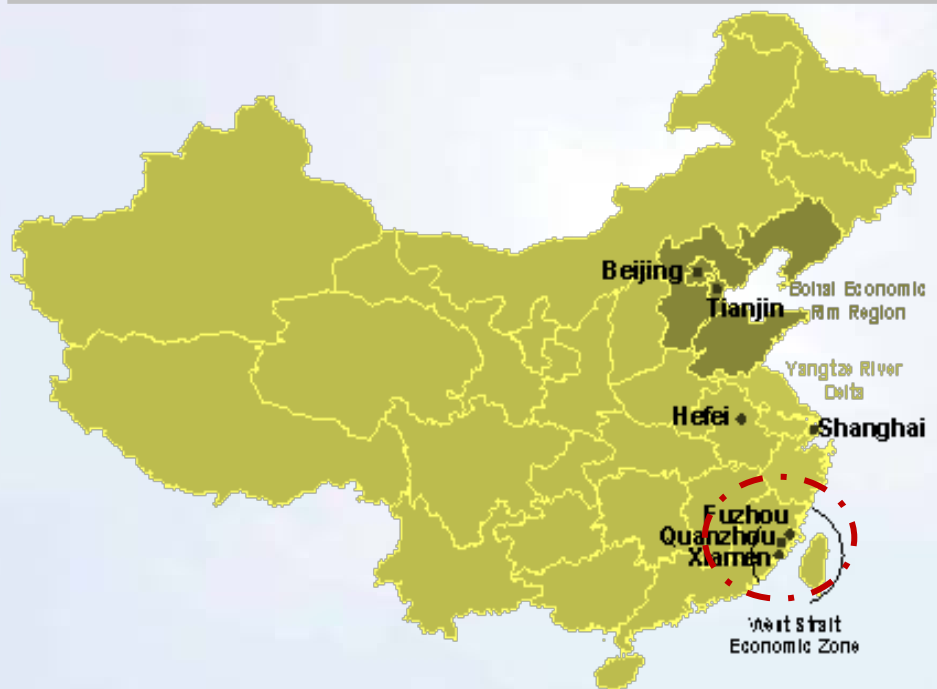 Beijing
Tianjin
Bohai Economic
Rim Region
Yangtze River
Delta
Hefei
Shanghai
Fuzhou
Quanzhou
Xiamen
West Strait
Economic Zone